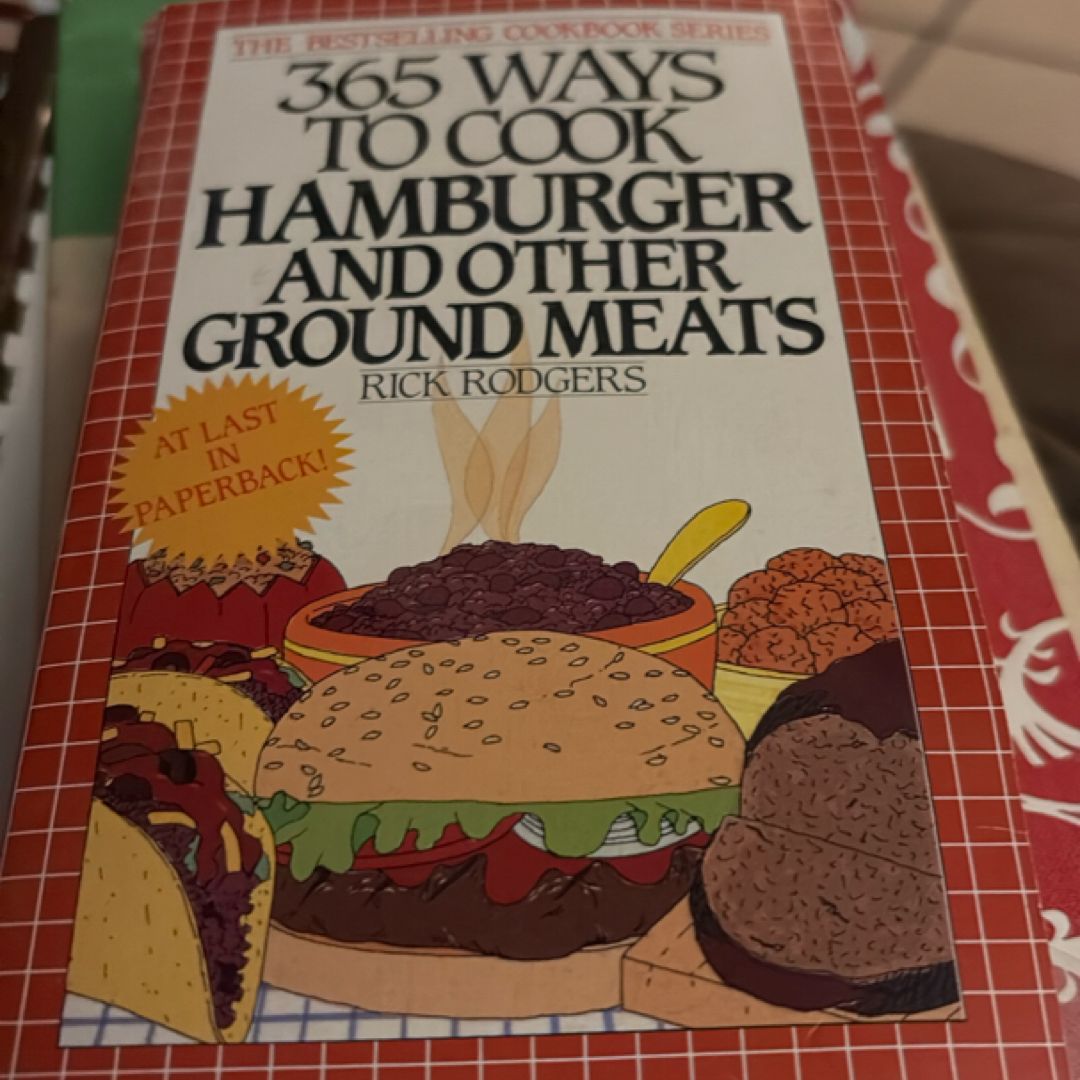 THE BESTSELLING COOKBOOK SERIES
365 WAYS
TO COOK
HAMBURGER
AND OTHER
GROUND MEATS
RICK RODGERS
AT LAST
IN
PAPERBACK!